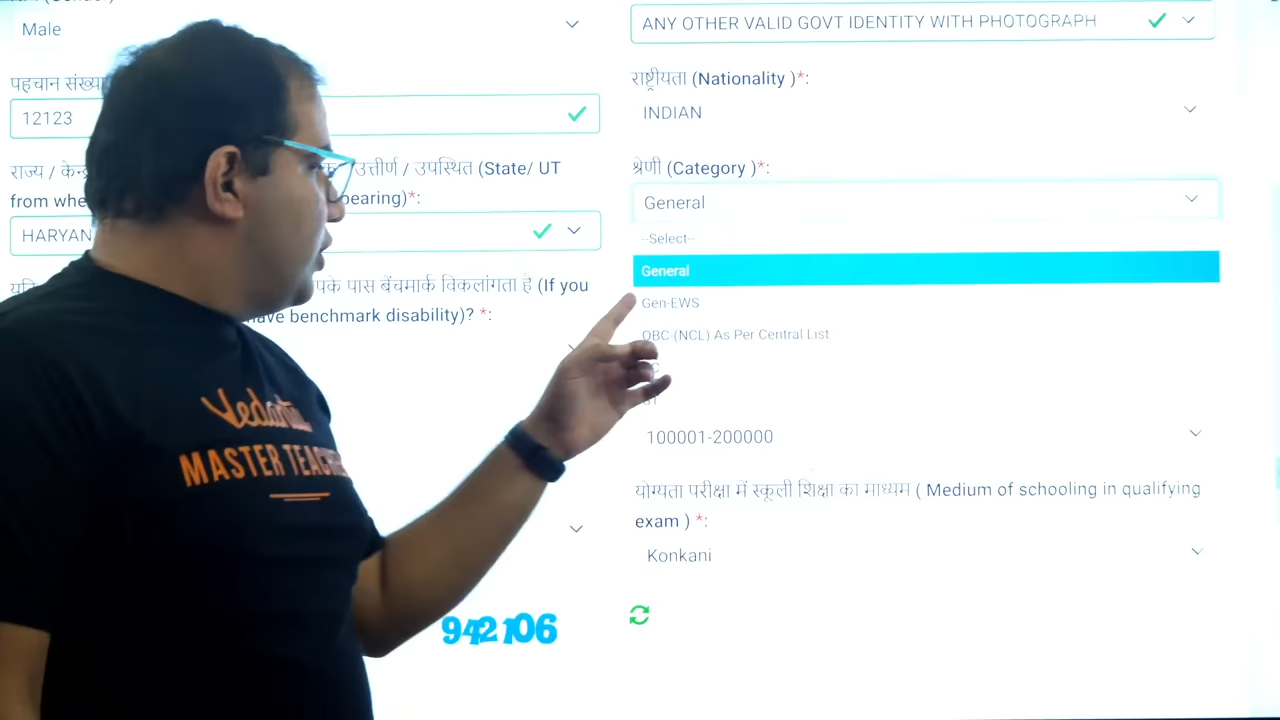 Male
पहचान संख्या
12123
राज्य / केन्द्र
उत्तीर्ण / उपस्थित (State/ UT
from
bearing)*:
HARYAN
पके पास बेंचमार्क विकलांगता है (If you
have benchmark disability)? *:
942106
ANY OTHER VALID GOVT IDENTITY WITH PHOTOGRAPH
राष्ट्रीयता (Nationality )*:
INDIAN
श्रेणी (Category )*:
General
--Select--
General
Gen-EWS
OBC (NCL) As Per Central List
100001-200000
योग्यता परीक्षा में स्कूली शिक्षा का माध्यम ( Medium of schooling in qualifying
exam ) *:
Konkani
Vedantu
MASTER TEACHE